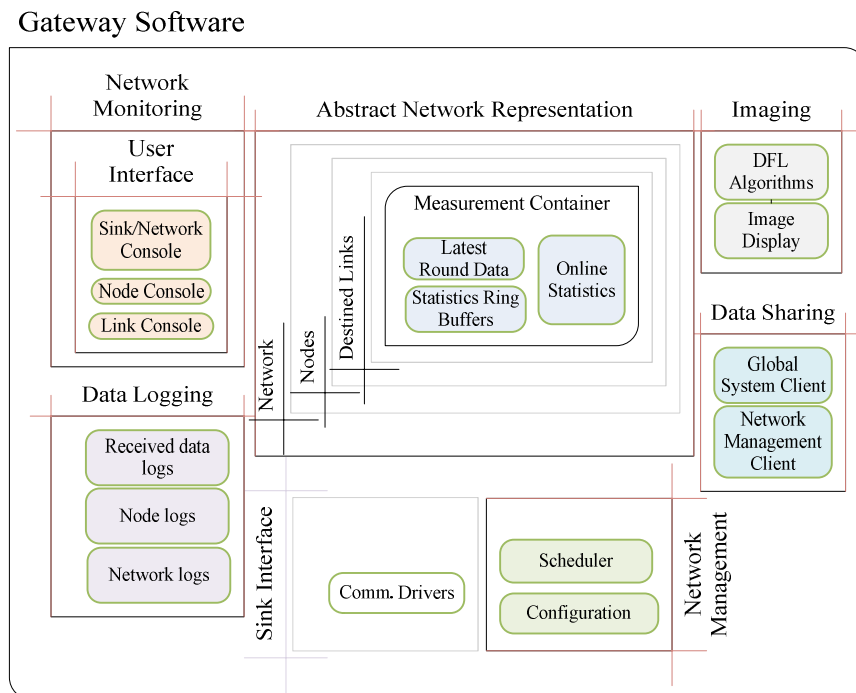 Gateway Software
Network
Monitoring
User
Interface
Sink/Network
Console
Node Console
Link Console
Data Logging
Received data
logs
Node logs
Network logs
Abstract Network Representation
Measurement Container
Latest
Round Data
Statistics Ring
Buffers
Online
Statistics
Destined Links
Nodes
Network
Imaging
DFL
Algorithms
Image
Display
Data Sharing
Global
System Client
Network
Management
Client
Sink Interface
Comm. Drivers
Scheduler
Configuration
Network
Management